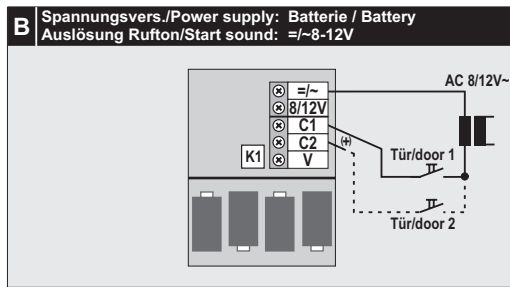 B
Spannungsvers./Power supply: Batterie / Battery
Auslösung Rufton/Start sound: =/~8-12V
AC 8/12V~
=/~
8/12V
C1
C2
(+)
K1
V
Tür/door 1
Tür/door 2